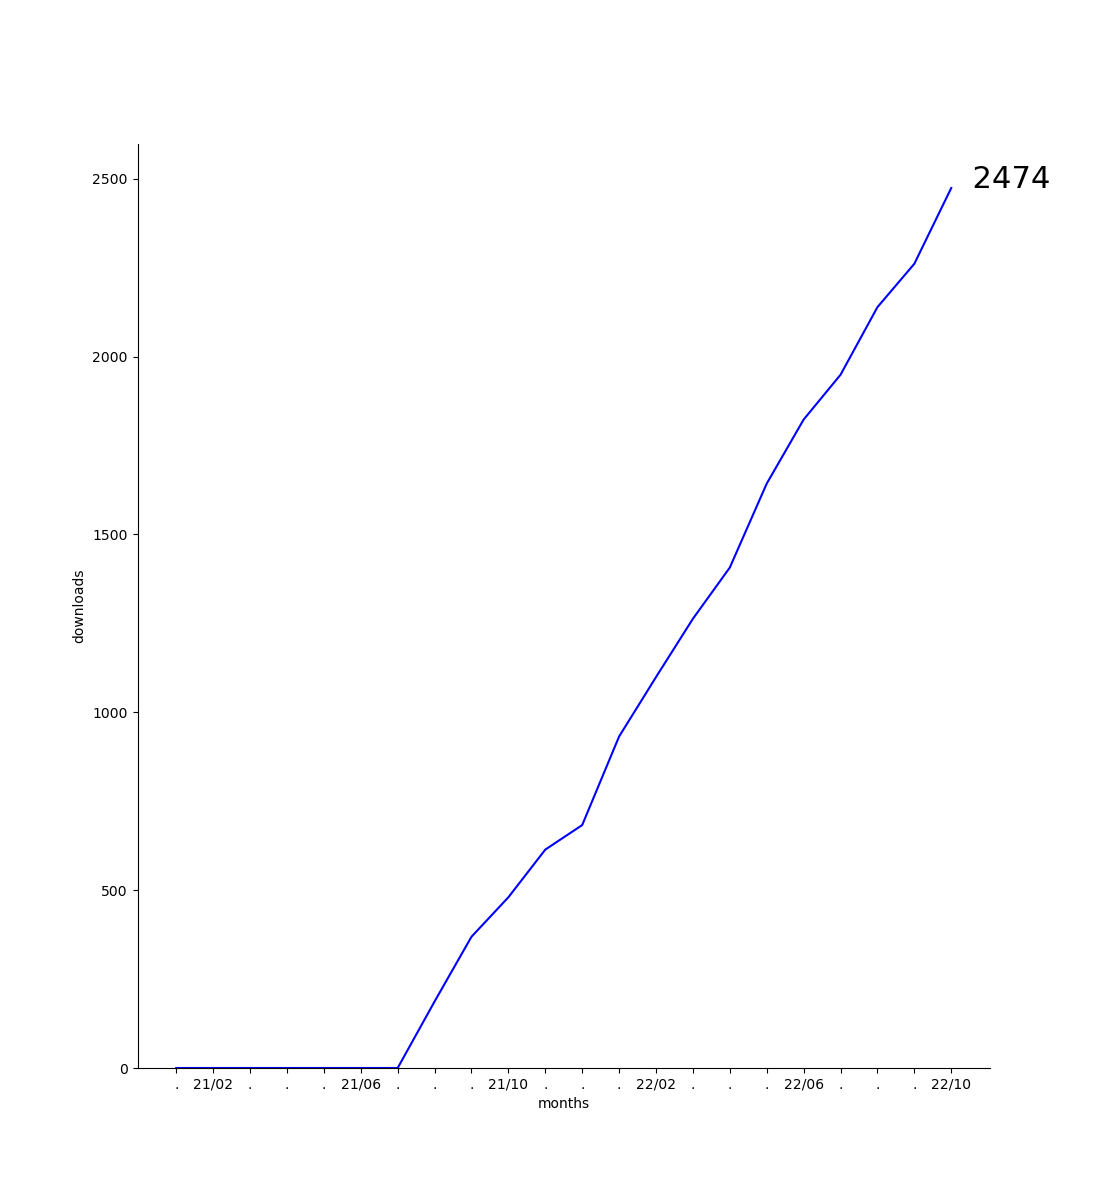 2474
2500
2000
1500
1000
500
0
downloads
. 21/02 . . . 21/06 . . . 21/10 . . . 22/02 . . . 22/06 . . . 22/10
months